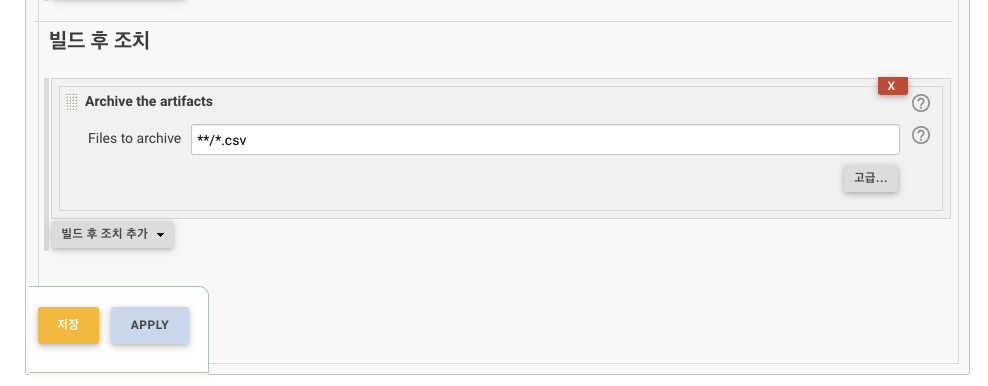 빌드 후 조치
X
Archive the artifacts
?
Files to archive
**/*.csv
?
고급...
빌드 후 조치 추가
저장
APPLY